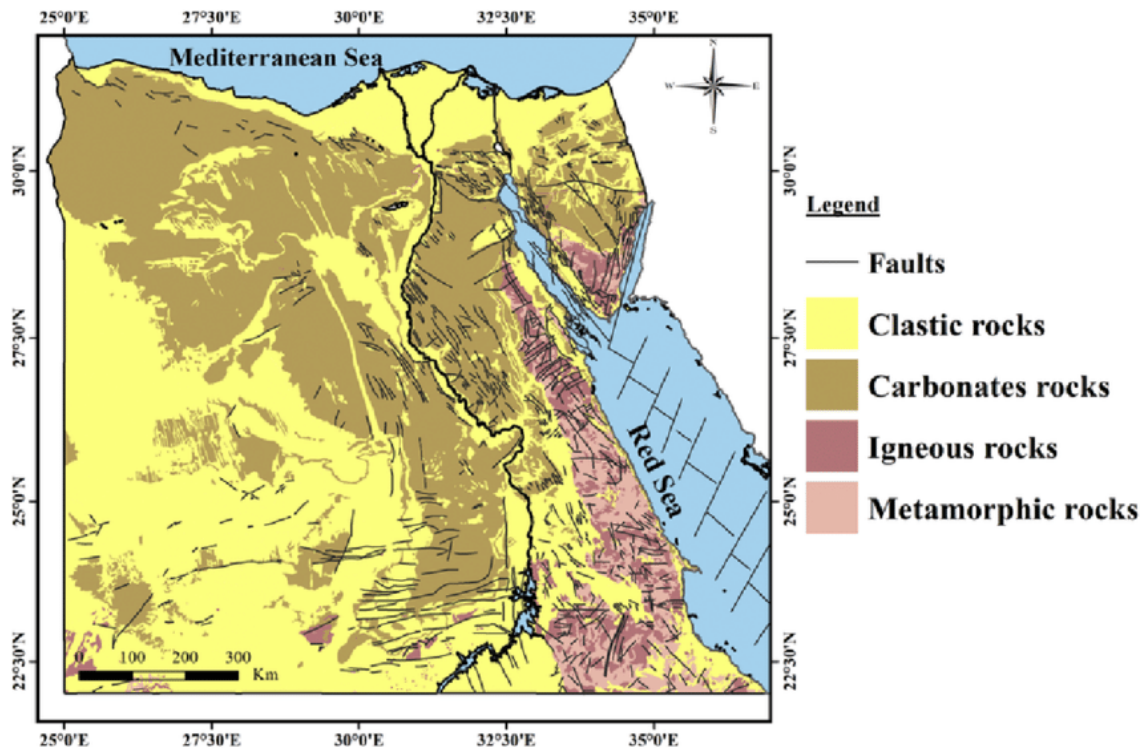 25°0'E 27°30'E 30°0'E 32°30'E 35°0'E
Mediterranean Sea
N
W E
S
30°0'N 30°0'N
27°30'N 27°30'N
25°0'N 25°0'N
22°30'N 22°30'N
Red Sea
0 100 200 300
Km
25°0'E 27°30'E 30°0'E 32°30'E 35°0'E
Legend
Faults
Clastic rocks
Carbonates rocks
Igneous rocks
Metamorphic rocks